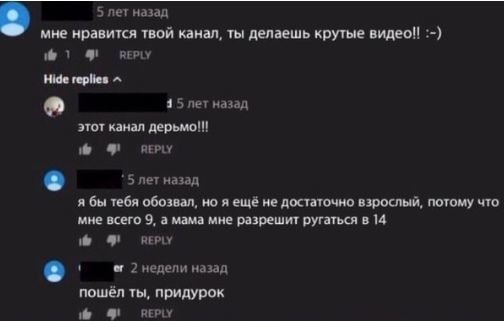 5 лет назад
мне нравится твой канал, ты делаешь крутые видео!! :-)
1 REPLY
Hide replies
d 5 лет назад
этот канал дерьмо!!!
REPLY
5 лет назад
я бы тебя обозвал, но я ещё не достаточно взрослый, потому что
мне всего 9, а мама мне разрешит ругаться в 14
REPLY
er 2 недели назад
пошёл ты, придурок
REPLY